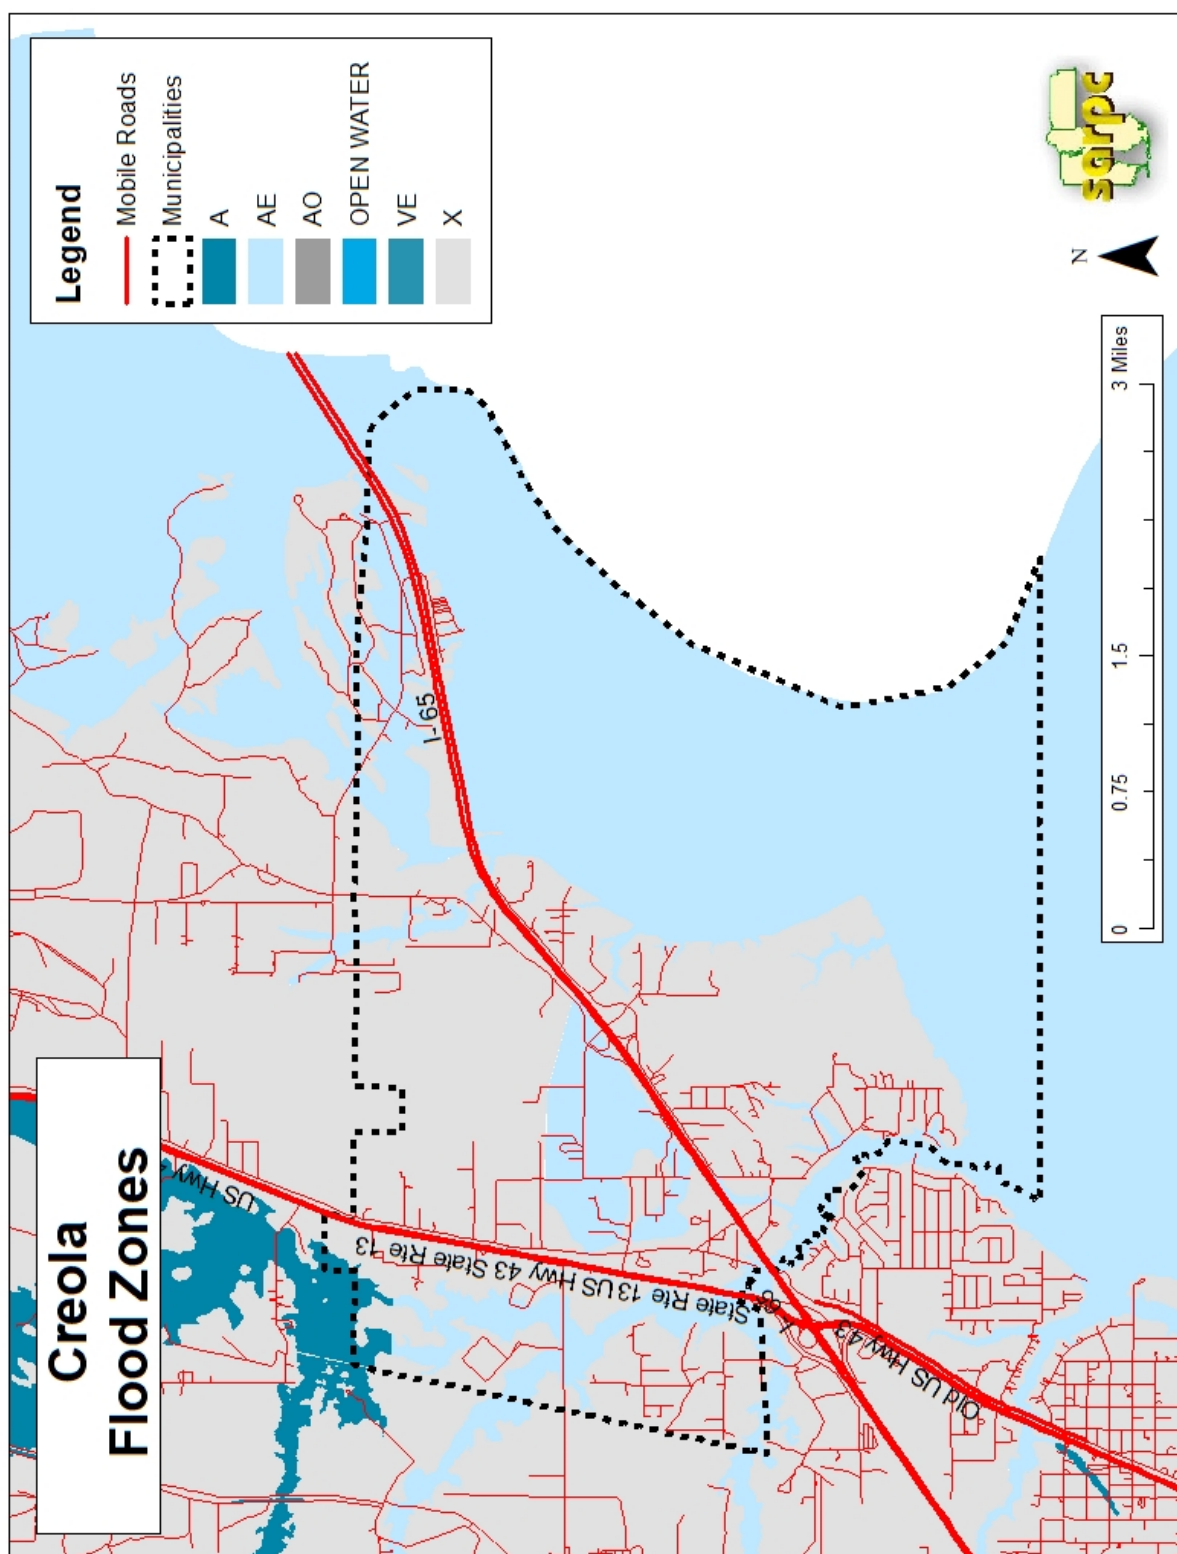 Creola
Flood Zones
Legend
Mobile Roads
Municipalities
A
AE
AO
OPEN WATER
VE
X
I-65
US Hwy
US Hwy 43 State Rte 13
State Rte 13
Old US Hwy 43
0
0.75
1.5
3 Miles
N
sarpc